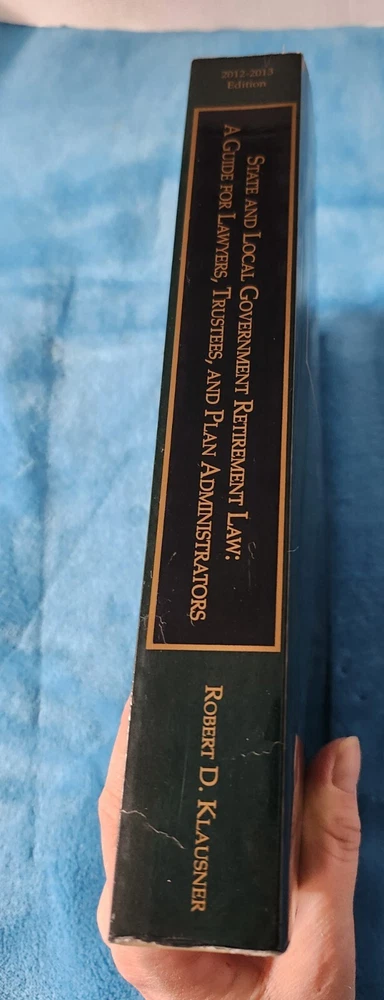 2012-2013
Edition
STATE AND LOCAL GOVERNMENT RETIREMENT LAW:
A GUIDE FOR LAWYERS, TRUSTEES, AND PLAN ADMINISTRATORS
ROBERT D. KLAUSNER